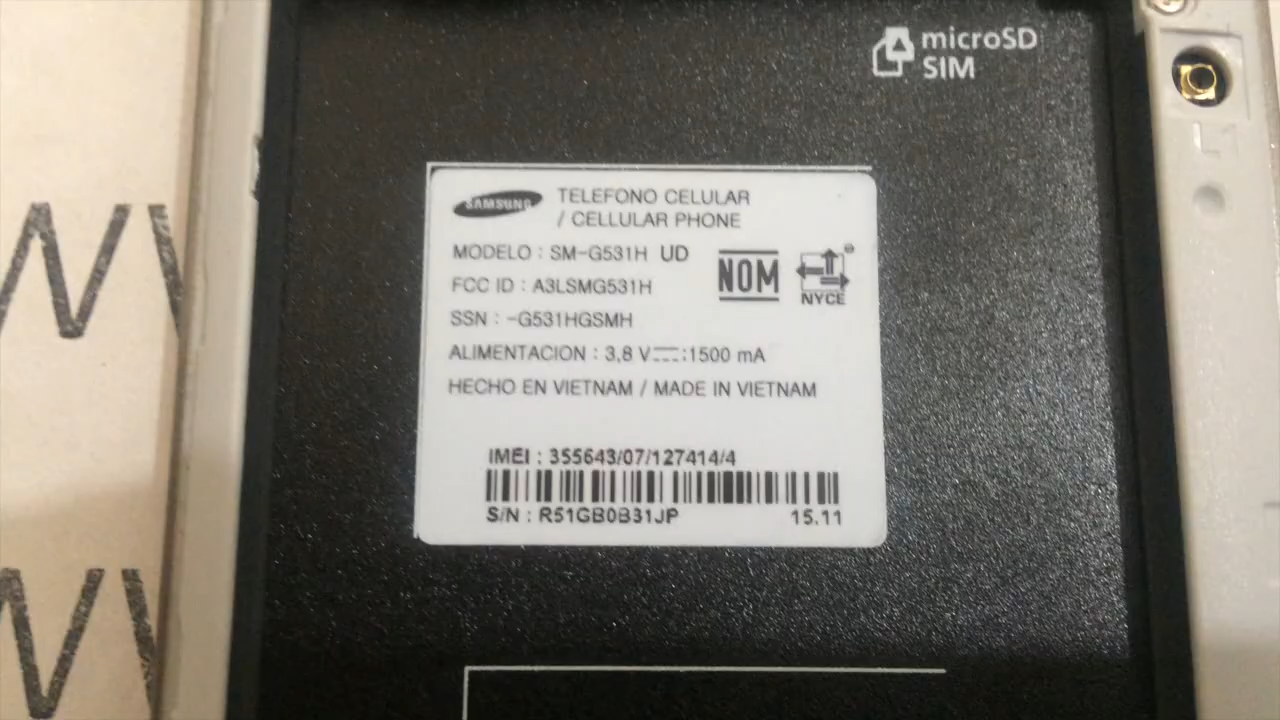 microSD
SIM
SAMSUNG
TELEFONO CELULAR
/ CELLULAR PHONE
MODELO : SM-G531H UD
FCC ID : A3LSMG531H
NOM
NYCE
SSN : -G531HGSMH
ALIMENTACION : 3,8 V⎓:1500 mA
HECHO EN VIETNAM / MADE IN VIETNAM
IMEI : 355643/07/127414/4
S/N : R51GB0B31JP
15.11
L1